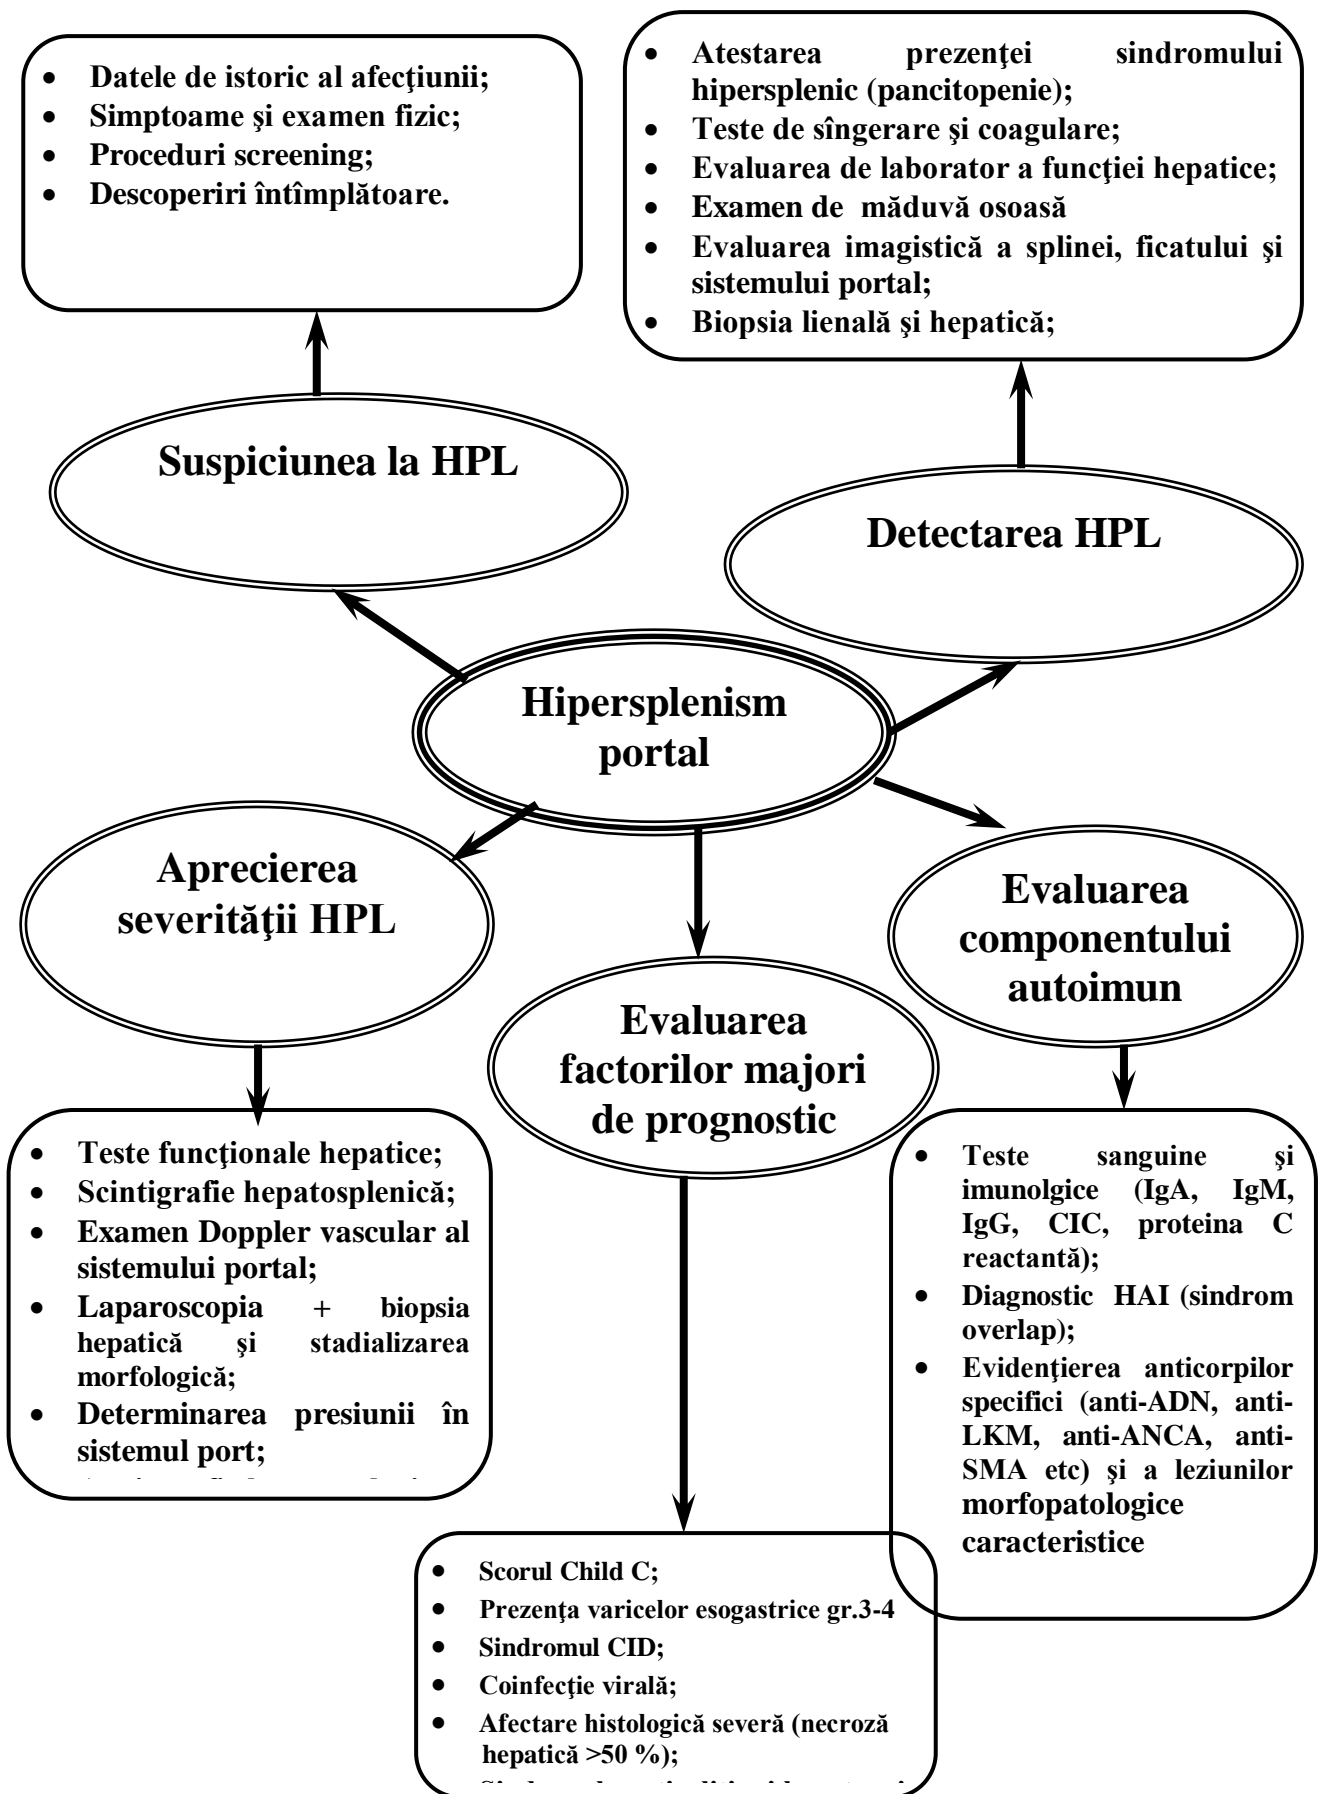 • Datele de istoric al afecţiunii;
• Simptoame şi examen fizic;
• Proceduri screening;
• Descoperiri întîmplătoare.
• Atestarea prezenţei sindromului
hipersplenic (pancitopenie);
• Teste de sîngerare şi coagulare;
• Evaluarea de laborator a funcţiei hepatice;
• Examen de măduvă osoasă
• Evaluarea imagistică a splinei, ficatului şi
sistemului portal;
• Biopsia lienală şi hepatică;
Suspiciunea la HPL
Detectarea HPL
Hipersplenism
portal
Aprecierea
severităţii HPL
Evaluarea
factorilor majori
de prognostic
Evaluarea
componentului
autoimun
• Teste funcţionale hepatice;
• Scintigrafie hepatosplenică;
• Examen Doppler vascular al
sistemului portal;
• Laparoscopia + biopsia
hepatică şi stadializarea
morfologică;
• Determinarea presiunii în
sistemul port;
• Teste sanguine şi
imunolgice (IgA, IgM,
IgG, CIC, proteina C
reactantă);
• Diagnostic HAI (sindrom
overlap);
• Evidenţierea anticorpilor
specifici (anti-ADN, anti-
LKM, anti-ANCA, anti-
SMA etc) şi a leziunilor
morfopatologice
caracteristice
• Scorul Child C;
• Prezenţa varicelor esogastrice gr.3-4
• Sindromul CID;
• Coinfecţie virală;
• Afectare histologică severă (necroză
hepatică >50 %);